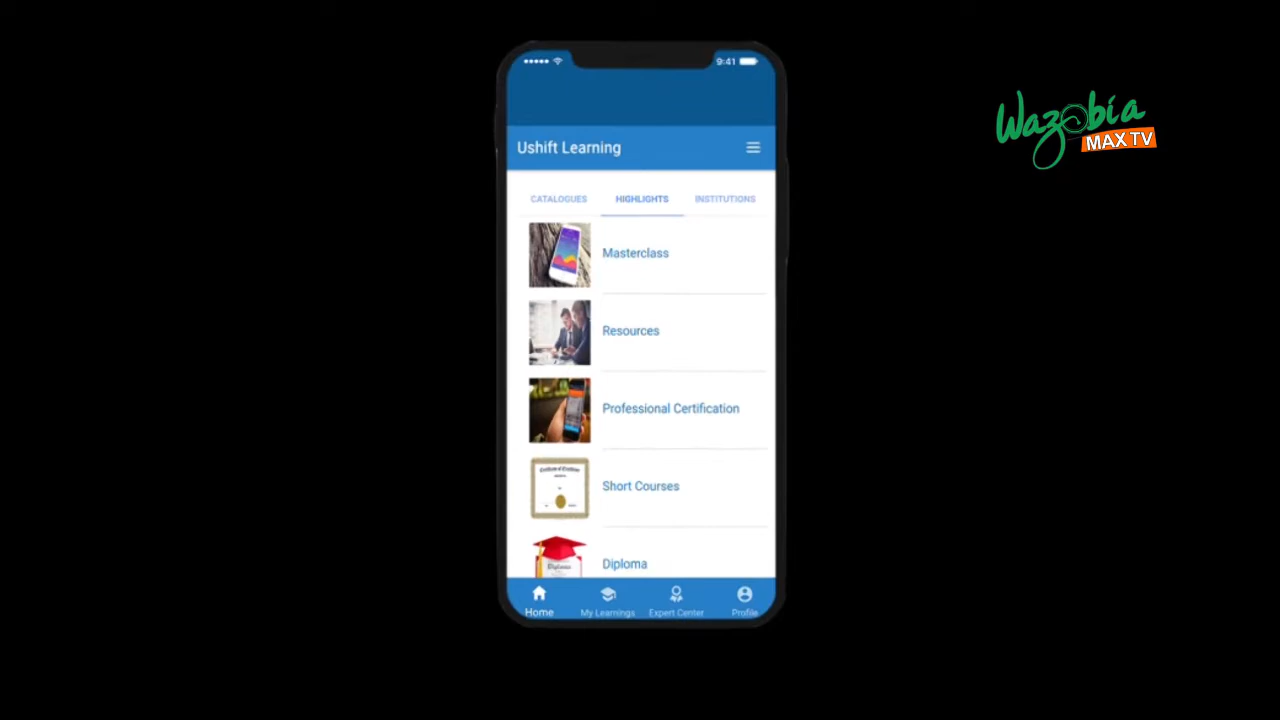 9:41
Wazobia
MAX TV
Ushift Learning
CATALOGUES HIGHLIGHTS INSTITUTIONS
Masterclass
Resources
Professional Certification
Short Courses
Diploma
Diploma
Home My Learnings Expert Center Profile